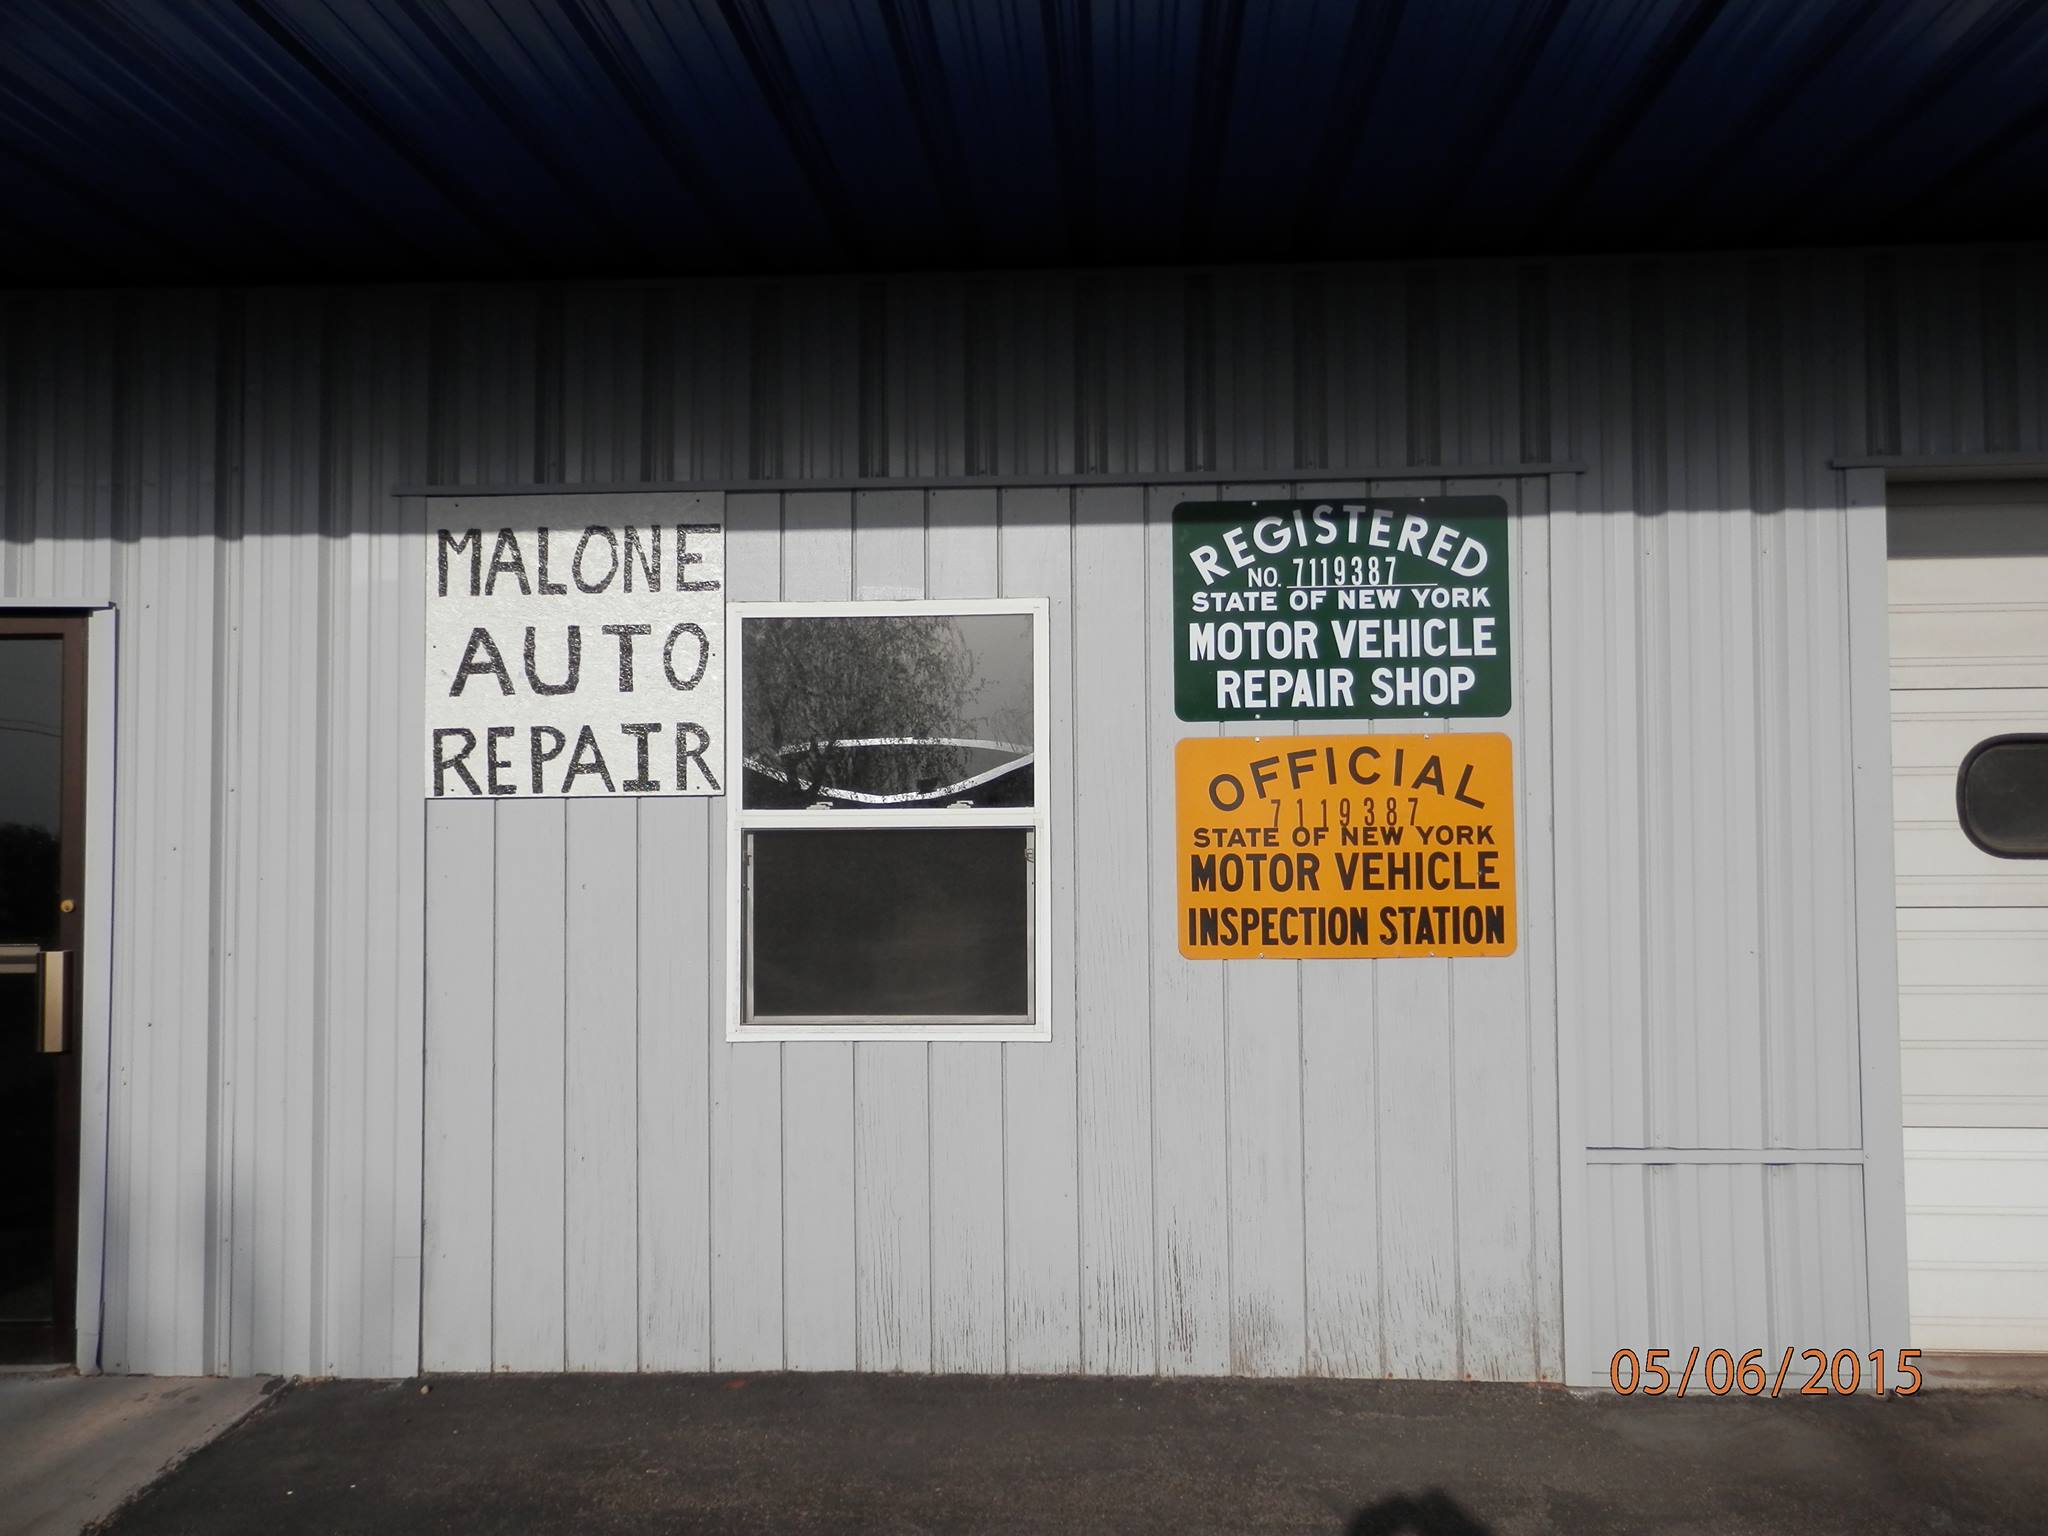 MALONE
AUTO
REPAIR
REGISTERED
NO. 7119387
STATE OF NEW YORK
MOTOR VEHICLE
REPAIR SHOP
OFFICIAL
7119387
STATE OF NEW YORK
MOTOR VEHICLE
INSPECTION STATION
05/06/2015